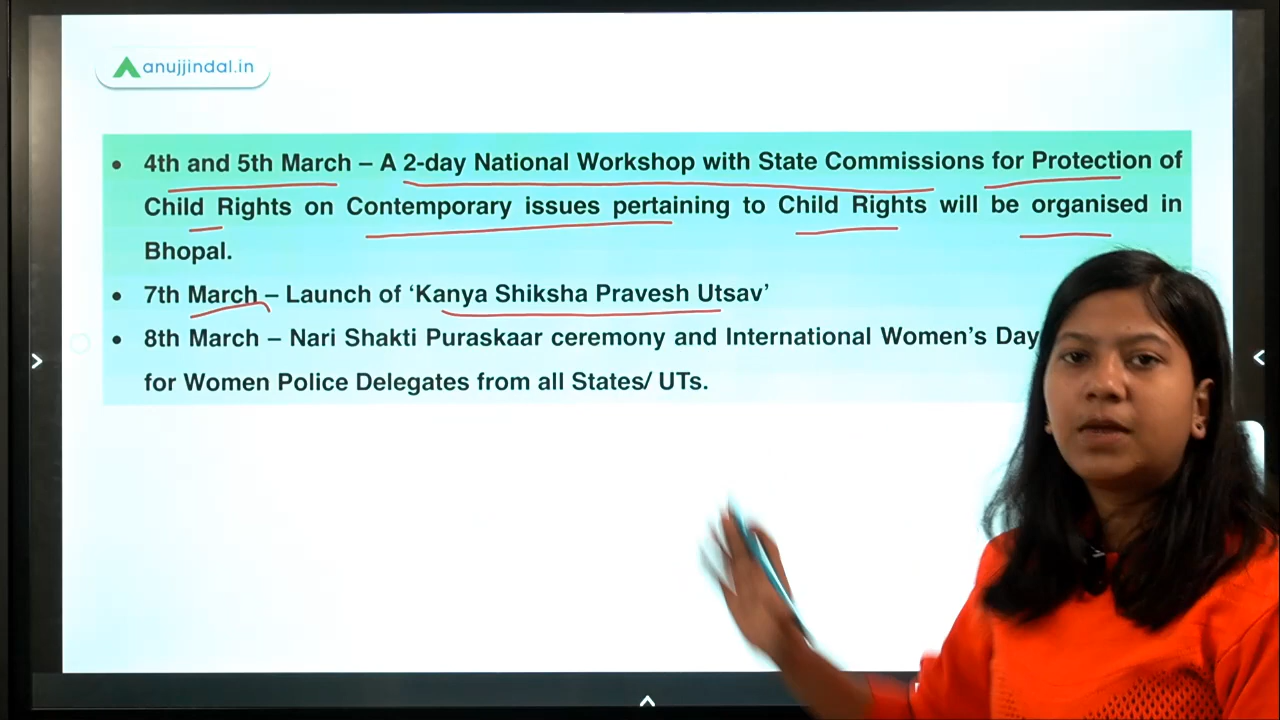 anujjindal.in
• 4th and 5th March – A 2-day National Workshop with State Commissions for Protection of
Child Rights on Contemporary issues pertaining to Child Rights will be organised in
Bhopal.
• 7th March – Launch of ‘Kanya Shiksha Pravesh Utsav’
• 8th March – Nari Shakti Puraskaar ceremony and International Women’s Day
for Women Police Delegates from all States/ UTs.